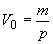 V₀ = m/p